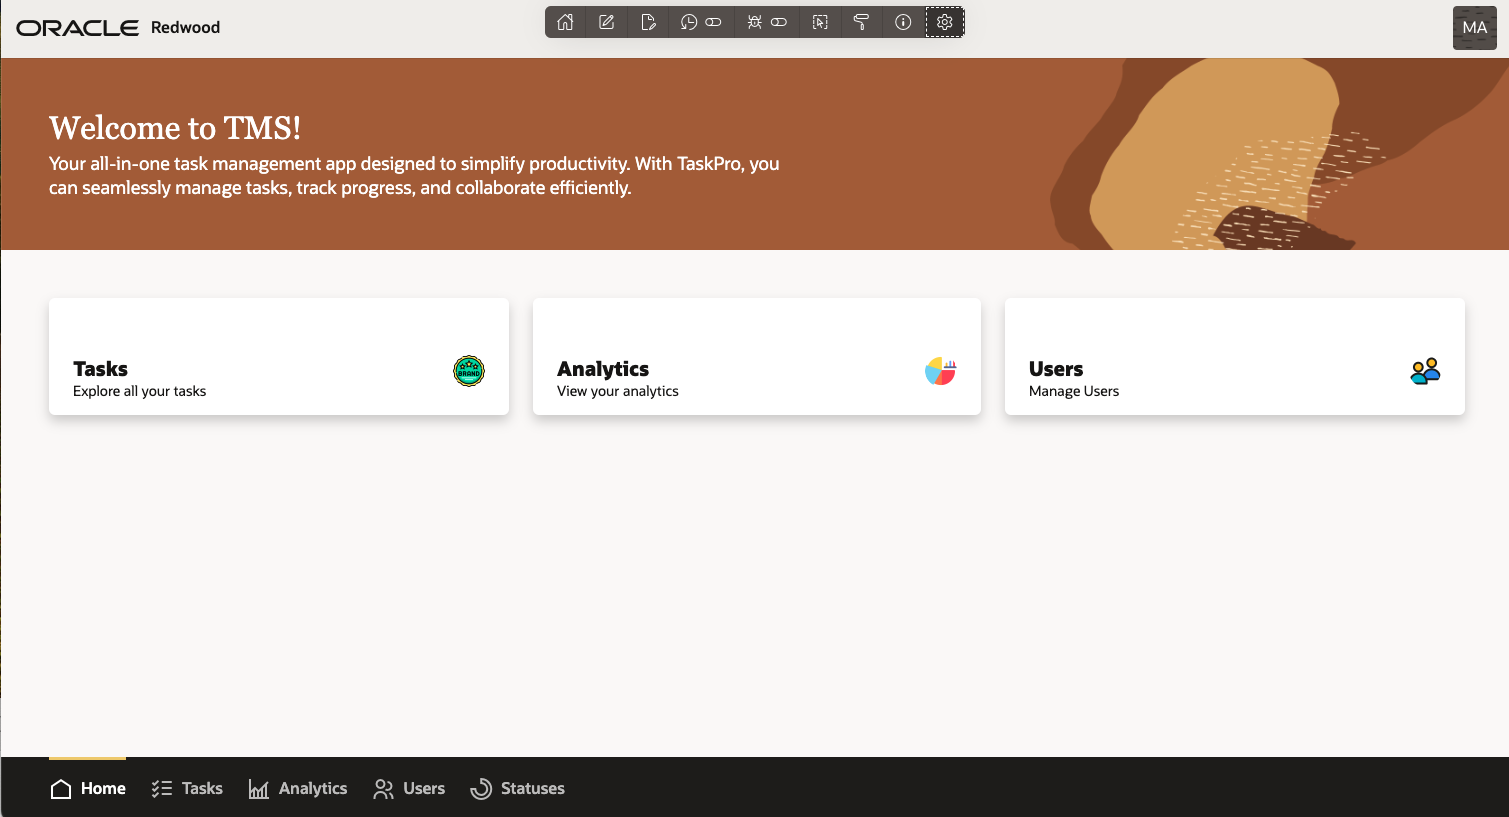 ORACLE Redwood
MA
Welcome to TMS!
Your all-in-one task management app designed to simplify productivity. With TaskPro, you
can seamlessly manage tasks, track progress, and collaborate efficiently.
Tasks
Explore all your tasks
BRAND
Analytics
View your analytics
Users
Manage Users
Home Tasks Analytics Users Statuses